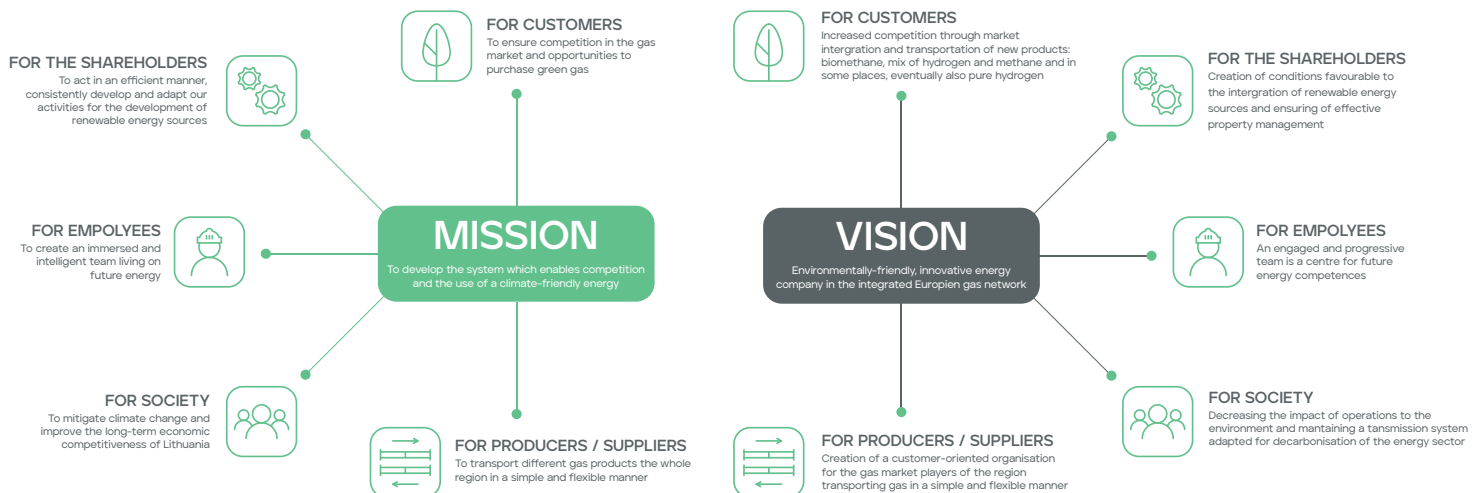 FOR CUSTOMERS
To ensure competition in the gas
market and opportunities to
purchase green gas
FOR THE SHAREHOLDERS
To act in an efficient manner,
consistently develop and adapt our
activities for the development of
renewable energy sources
FOR EMPOLYEES
To create an immersed and
intelligent team living on
future energy
MISSION
To develop the system which enables competition
and the use of a climate-friendly energy
FOR SOCIETY
To mitigate climate change and
improve the long-term economic
competitiveness of Lithuania
FOR PRODUCERS / SUPPLIERS
To transport different gas products the whole
region in a simple and flexible manner
FOR CUSTOMERS
Increased competition through market
intergration and transportation of new products:
biomethane, mix of hydrogen and methane and in
some places, eventually also pure hydrogen
FOR THE SHAREHOLDERS
Creation of conditions favourable to
the intergration of renewable energy
sources and ensuring of effective
property management
VISION
Environmentally-friendly, innovative energy
company in the integrated Europien gas network
FOR EMPOLYEES
An engaged and progressive
team is a centre for future
energy competences
FOR SOCIETY
Decreasing the impact of operations to the
environment and mantaining a tansmission system
adapted for decarbonisation of the energy sector
FOR PRODUCERS / SUPPLIERS
Creation of a customer-oriented organisation
for the gas market players of the region
transporting gas in a simple and flexible manner